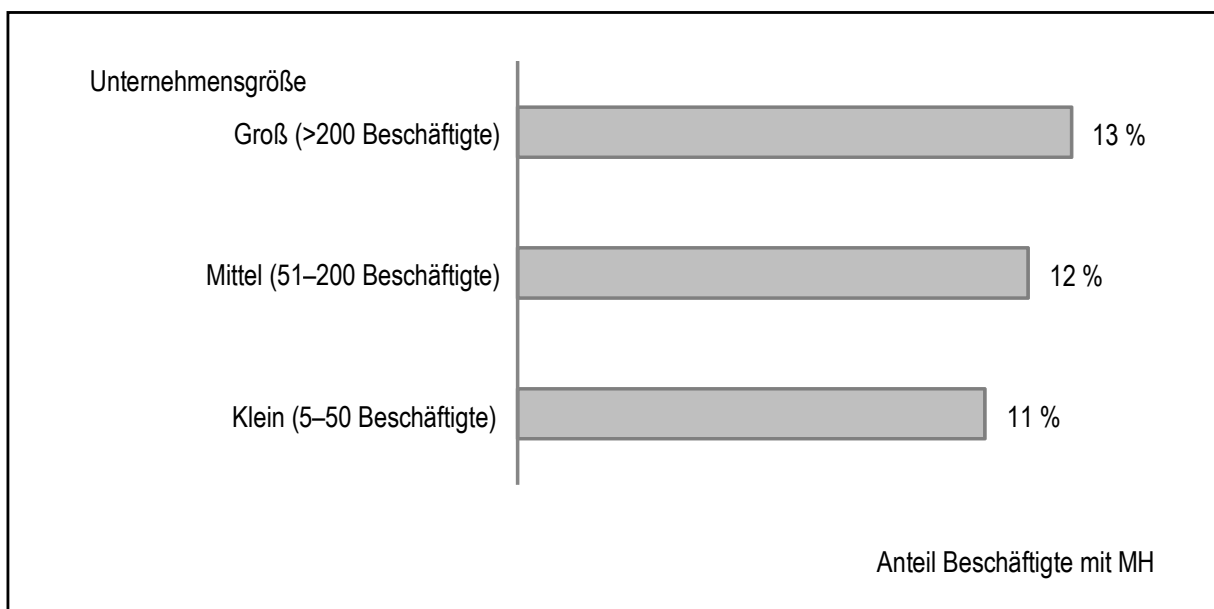 Unternehmensgröße
Groß (>200 Beschäftigte)
13 %
Mittel (51–200 Beschäftigte)
12 %
Klein (5–50 Beschäftigte)
11 %
Anteil Beschäftigte mit MH